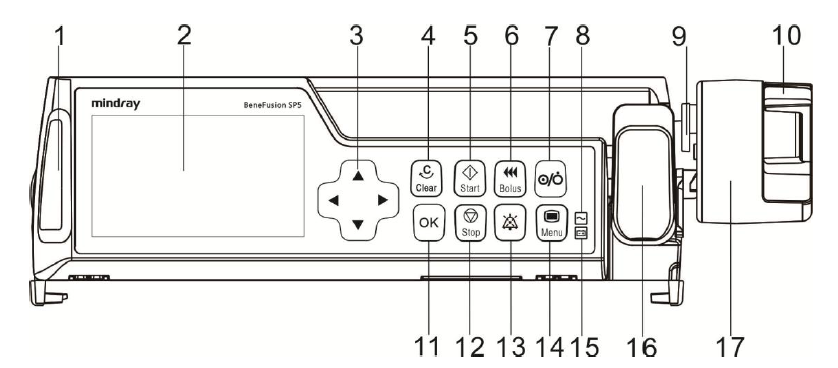 1 2 3 4 5 6 7 8 9 10
mindray BeneFusion SP5
C
Clear Start Bolus
OK Stop Menu
11 12 13 14 15 16 17